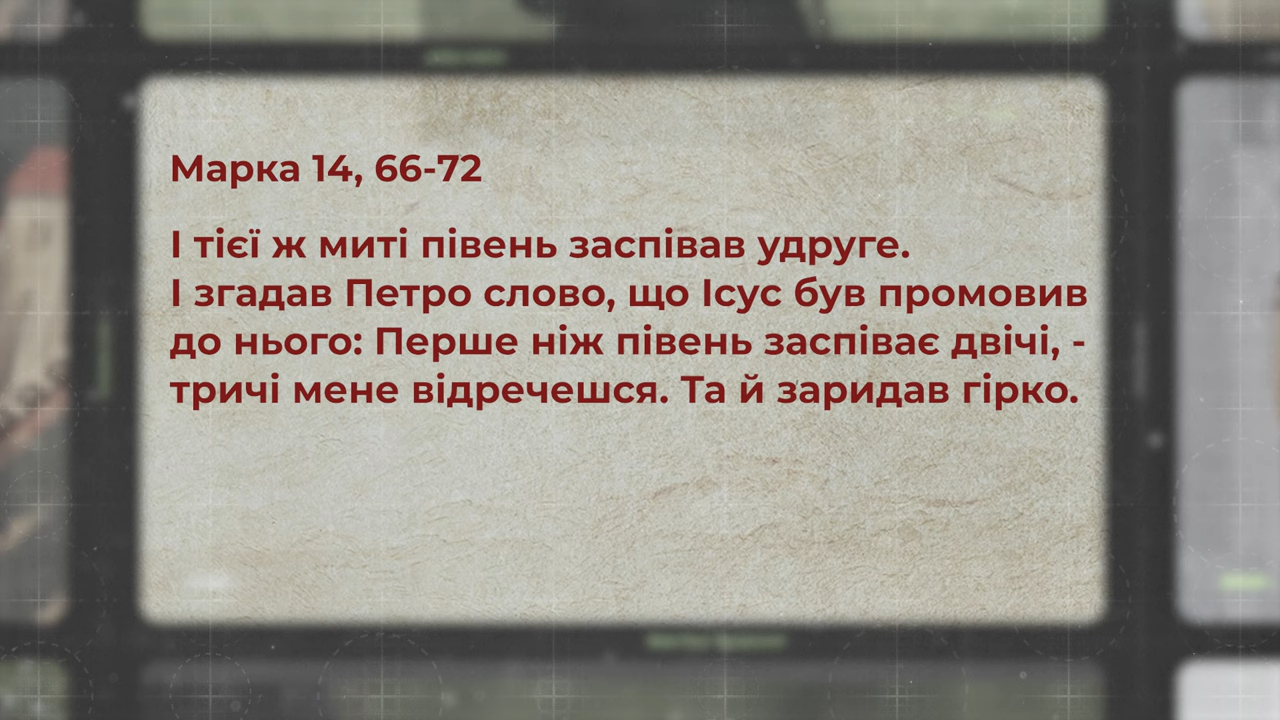 Марка 14, 66-72
І тієї ж миті півень заспівав удруге.
І згадав Петро слово, що Ісус був промовив
до нього: Перше ніж півень заспіває двічі, -
тричі мене відречешся. Та й заридав гірко.